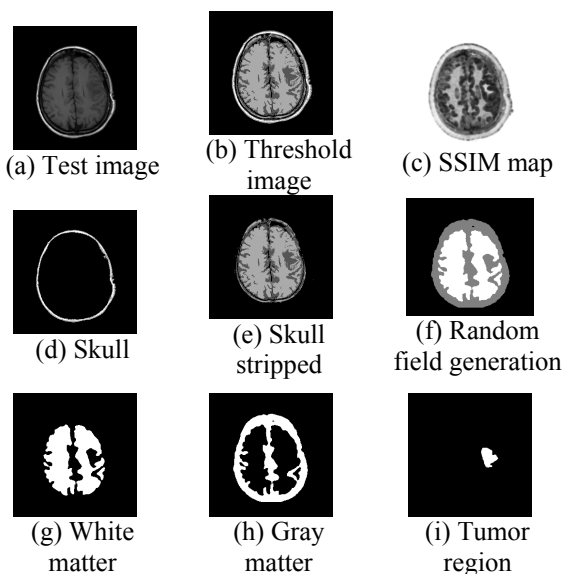 (a) Test image
(b) Threshold
image
(c) SSIM map
(d) Skull
(e) Skull
stripped
(f) Random
field generation
(g) White
matter
(h) Gray
matter
(i) Tumor
region